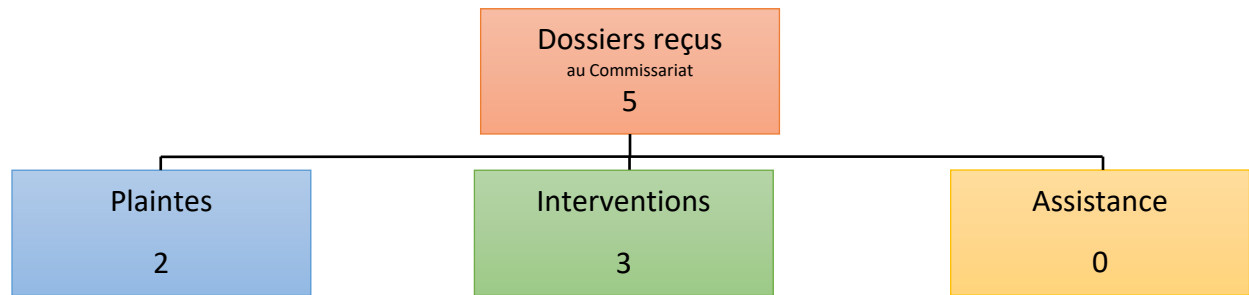 Dossiers reçus
au Commissariat
5
Plaintes
2
Interventions
3
Assistance
0